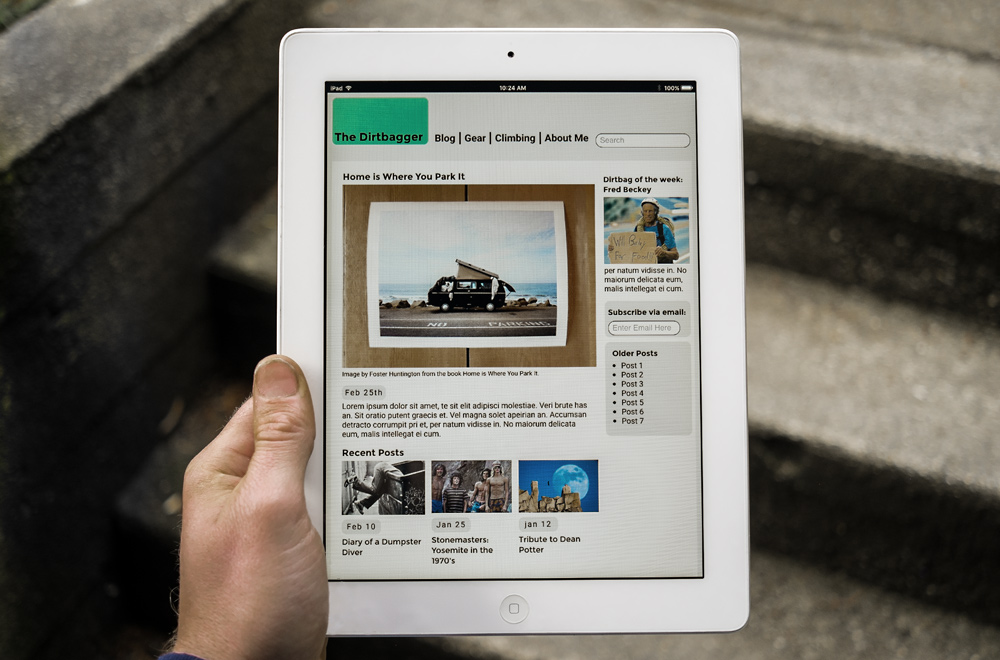 iPad 10:24 AM 100%
The Dirtbagger Blog | Gear | Climbing | About Me Search
Home is Where You Park It
NO PARKING
Image by Foster Huntington from the book Home is Where You Park It.
Feb 25th
Lorem ipsum dolor sit amet, te sit elit adipisci molestiae. Veri brute has
an. Sit oratio putent graecis et. Vel magna solet apeirian an. Accumsan
detracto corrumpit pri et, per natum vidisse in. No maiorum delicata
eum, malis intellegat ei cum.
Recent Posts
Feb 10
Diary of a Dumpster
Diver
Jan 25
Stonemasters:
Yosemite in the
1970's
jan 12
Tribute to Dean
Potter
Dirtbag of the week:
Fred Beckey
Will Belay
For Food!
per natum vidisse in. No
maiorum delicata eum,
malis intellegat ei cum.
Subscribe via email:
Enter Email Here
Older Posts
• Post 1
• Post 2
• Post 3
• Post 4
• Post 5
• Post 6
• Post 7